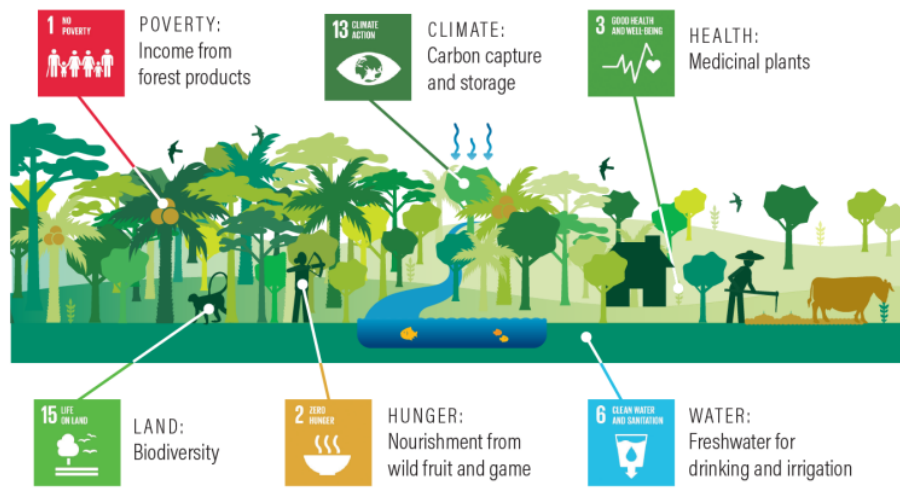 1 NO
POVERTY
POVERTY:
Income from
forest products
13 CLIMATE
ACTION
CLIMATE:
Carbon capture
and storage
3 GOOD HEALTH
AND WELL-BEING
HEALTH:
Medicinal plants
15 LIFE
ON LAND
LAND:
Biodiversity
2 ZERO
HUNGER
HUNGER:
Nourishment from
wild fruit and game
6 CLEAN WATER
AND SANITATION
WATER:
Freshwater for
drinking and irrigation